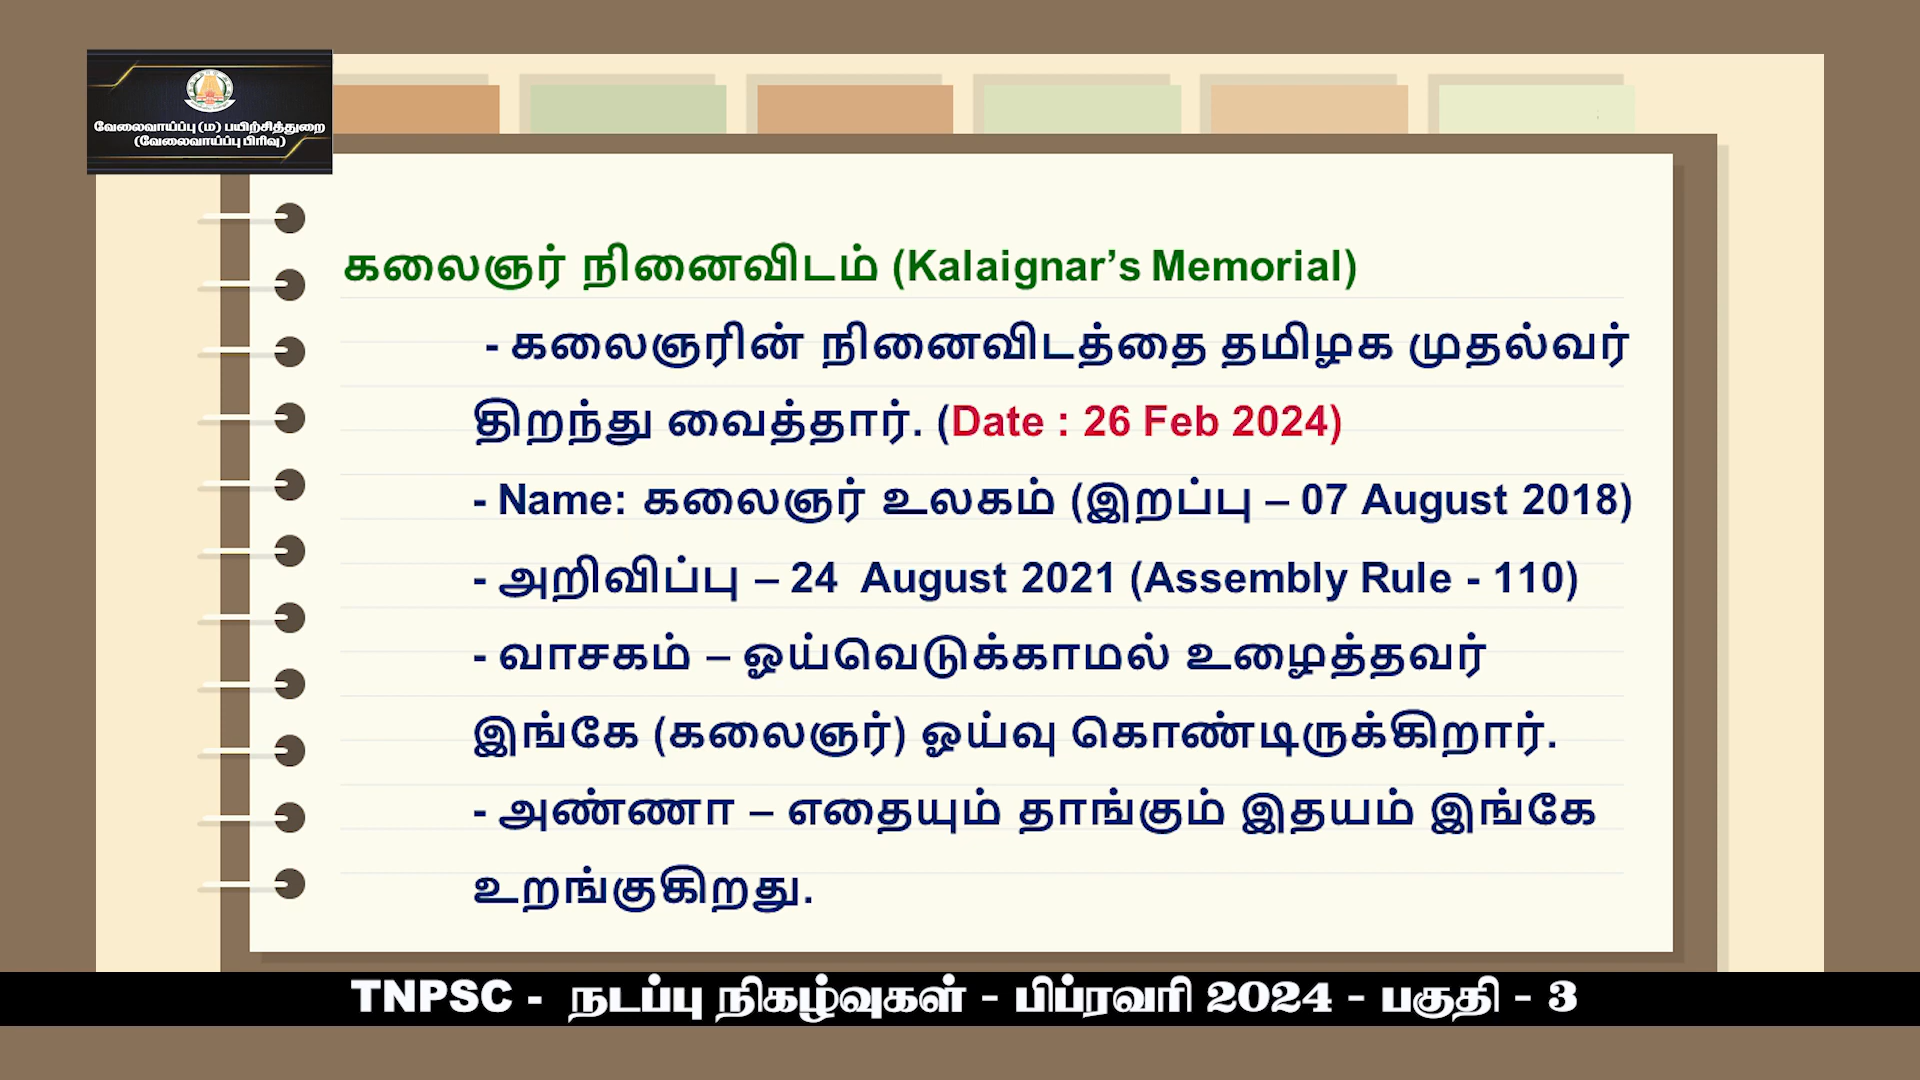 வேலைவாய்ப்பு (ம) பயிற்சித்துறை
(வேலைவாய்ப்பு பிரிவு)
கலைஞர் நினைவிடம் (Kalaignar’s Memorial)
- கலைஞரின் நினைவிடத்தை தமிழக முதல்வர்
திறந்து வைத்தார். (Date : 26 Feb 2024)
- Name: கலைஞர் உலகம் (இறப்பு – 07 August 2018)
- அறிவிப்பு – 24 August 2021 (Assembly Rule - 110)
- வாசகம் – ஓய்வெடுக்காமல் உழைத்தவர்
இங்கே (கலைஞர்) ஓய்வு கொண்டிருக்கிறார்.
- அண்ணா – எதையும் தாங்கும் இதயம் இங்கே
உறங்குகிறது.
TNPSC - நடப்பு நிகழ்வுகள் - பிப்ரவரி 2024 - பகுதி - 3